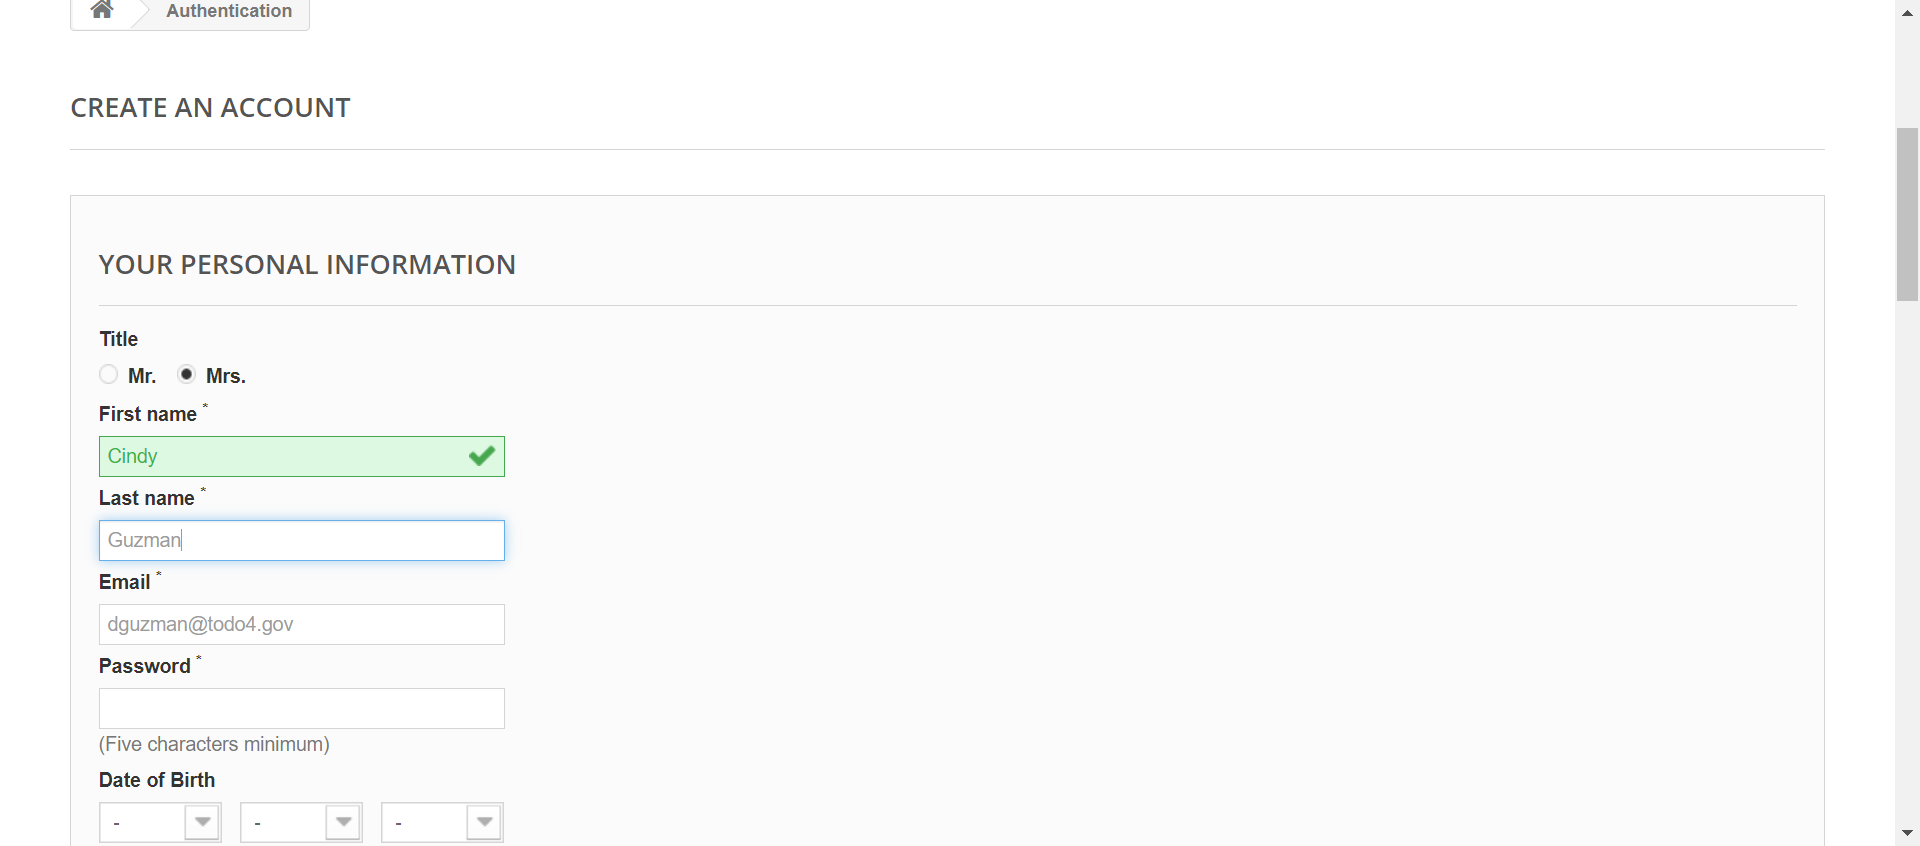 Authentication
CREATE AN ACCOUNT
YOUR PERSONAL INFORMATION
Title
Mr. Mrs.
First name *
Cindy
Last name *
Guzman
Email *
dguzman@todo4.gov
Password *
(Five characters minimum)
Date of Birth
- - -